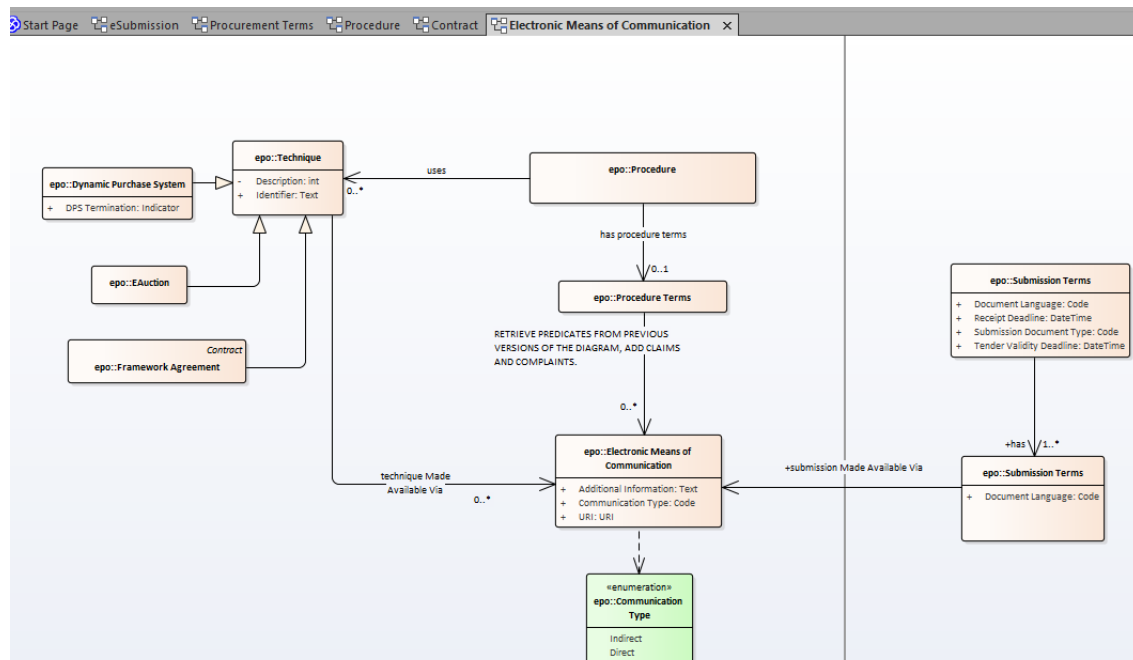 Start Page
eSubmission
Procurement Terms
Procedure
Contract
Electronic Means of Communication X
epo::Technique
- Description: int
+ Identifier: Text
epo::Dynamic Purchase System
+ DPS Termination: Indicator
uses
0..*
epo::Procedure
has procedure terms
0..1
epo::EAuction
epo::Procedure Terms
epo::Submission Terms
+ Document Language: Code
+ Receipt Deadline: DateTime
+ Submission Document Type: Code
+ Tender Validity Deadline: DateTime
RETRIEVE PREDICATES FROM PREVIOUS
VERSIONS OF THE DIAGRAM, ADD CLAIMS
AND COMPLAINTS.
Contract
epo::Framework Agreement
0..*
epo::Electronic Means of
Communication
+ Additional Information: Text
+ Communication Type: Code
+ URI: URI
technique Made
Available Via
0..*
+submission Made Available Via
+has
1..*
epo::Submission Terms
+ Document Language: Code
«enumeration»
epo::Communication
Type
Indirect
Direct